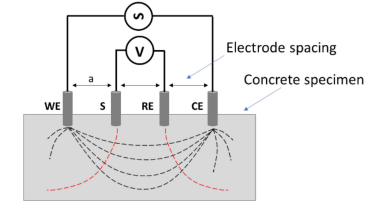 S
V
Electrode spacing
a
Concrete specimen
WE S RE CE